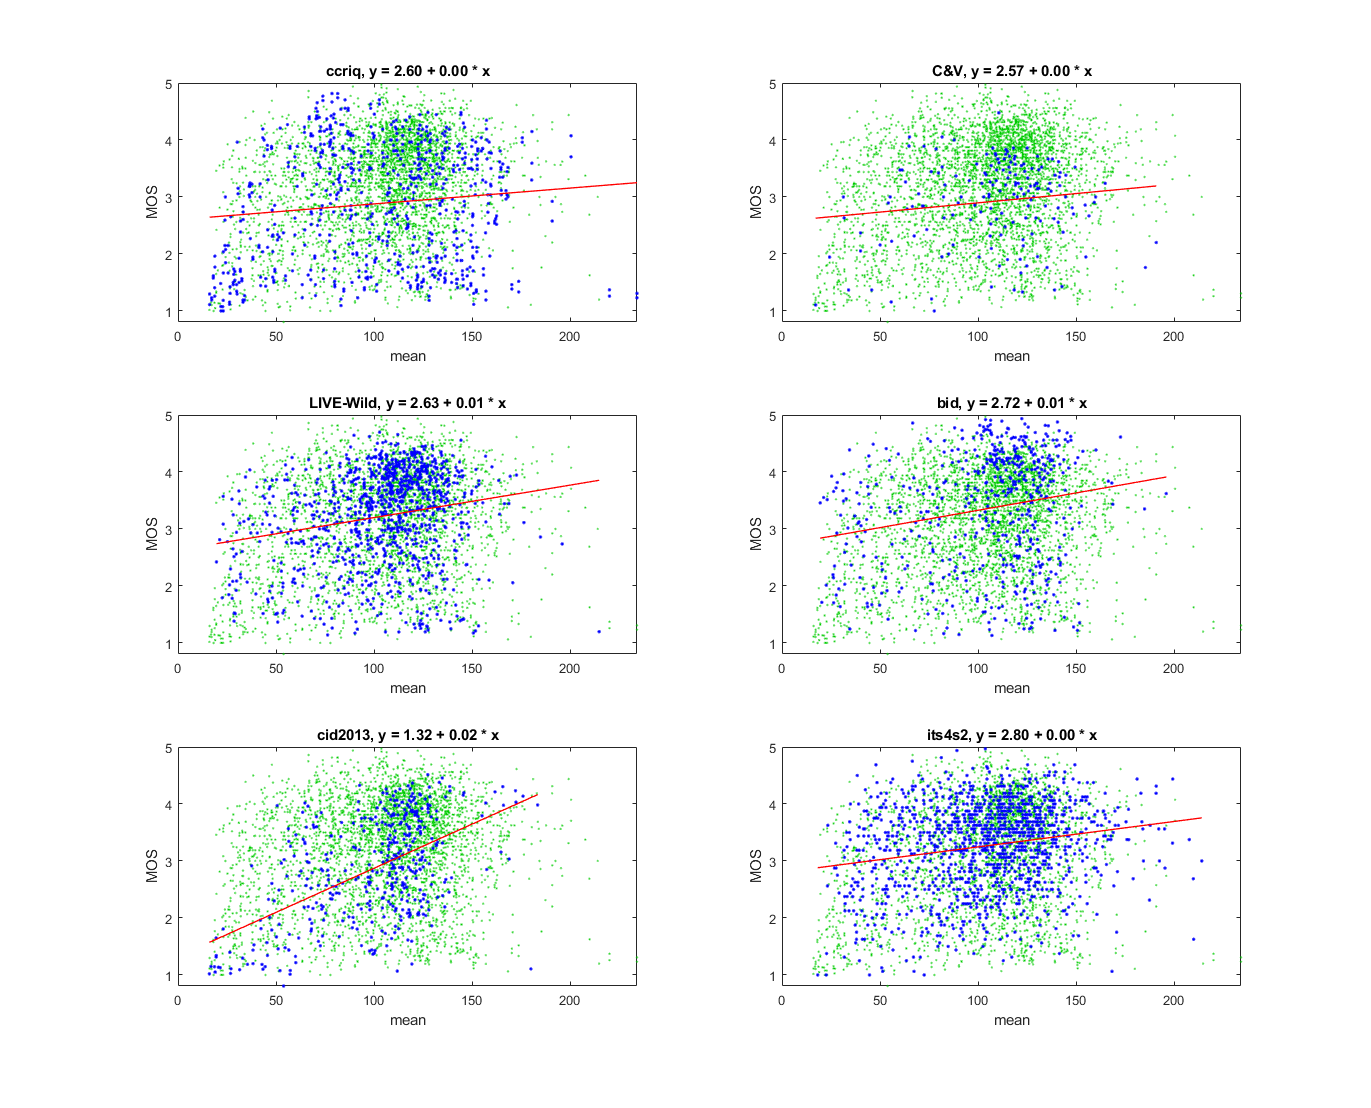 ccriq, y = 2.60 + 0.00 * x
5
4
3
2
1
MOS
0 50 100 150 200
mean
C&V, y = 2.57 + 0.00 * x
5
4
3
2
1
MOS
0 50 100 150 200
mean
LIVE-Wild, y = 2.63 + 0.01 * x
5
4
3
2
1
MOS
0 50 100 150 200
mean
bid, y = 2.72 + 0.01 * x
5
4
3
2
1
MOS
0 50 100 150 200
mean
cid2013, y = 1.32 + 0.02 * x
5
4
3
2
1
MOS
0 50 100 150 200
mean
its4s2, y = 2.80 + 0.00 * x
5
4
3
2
1
MOS
0 50 100 150 200
mean